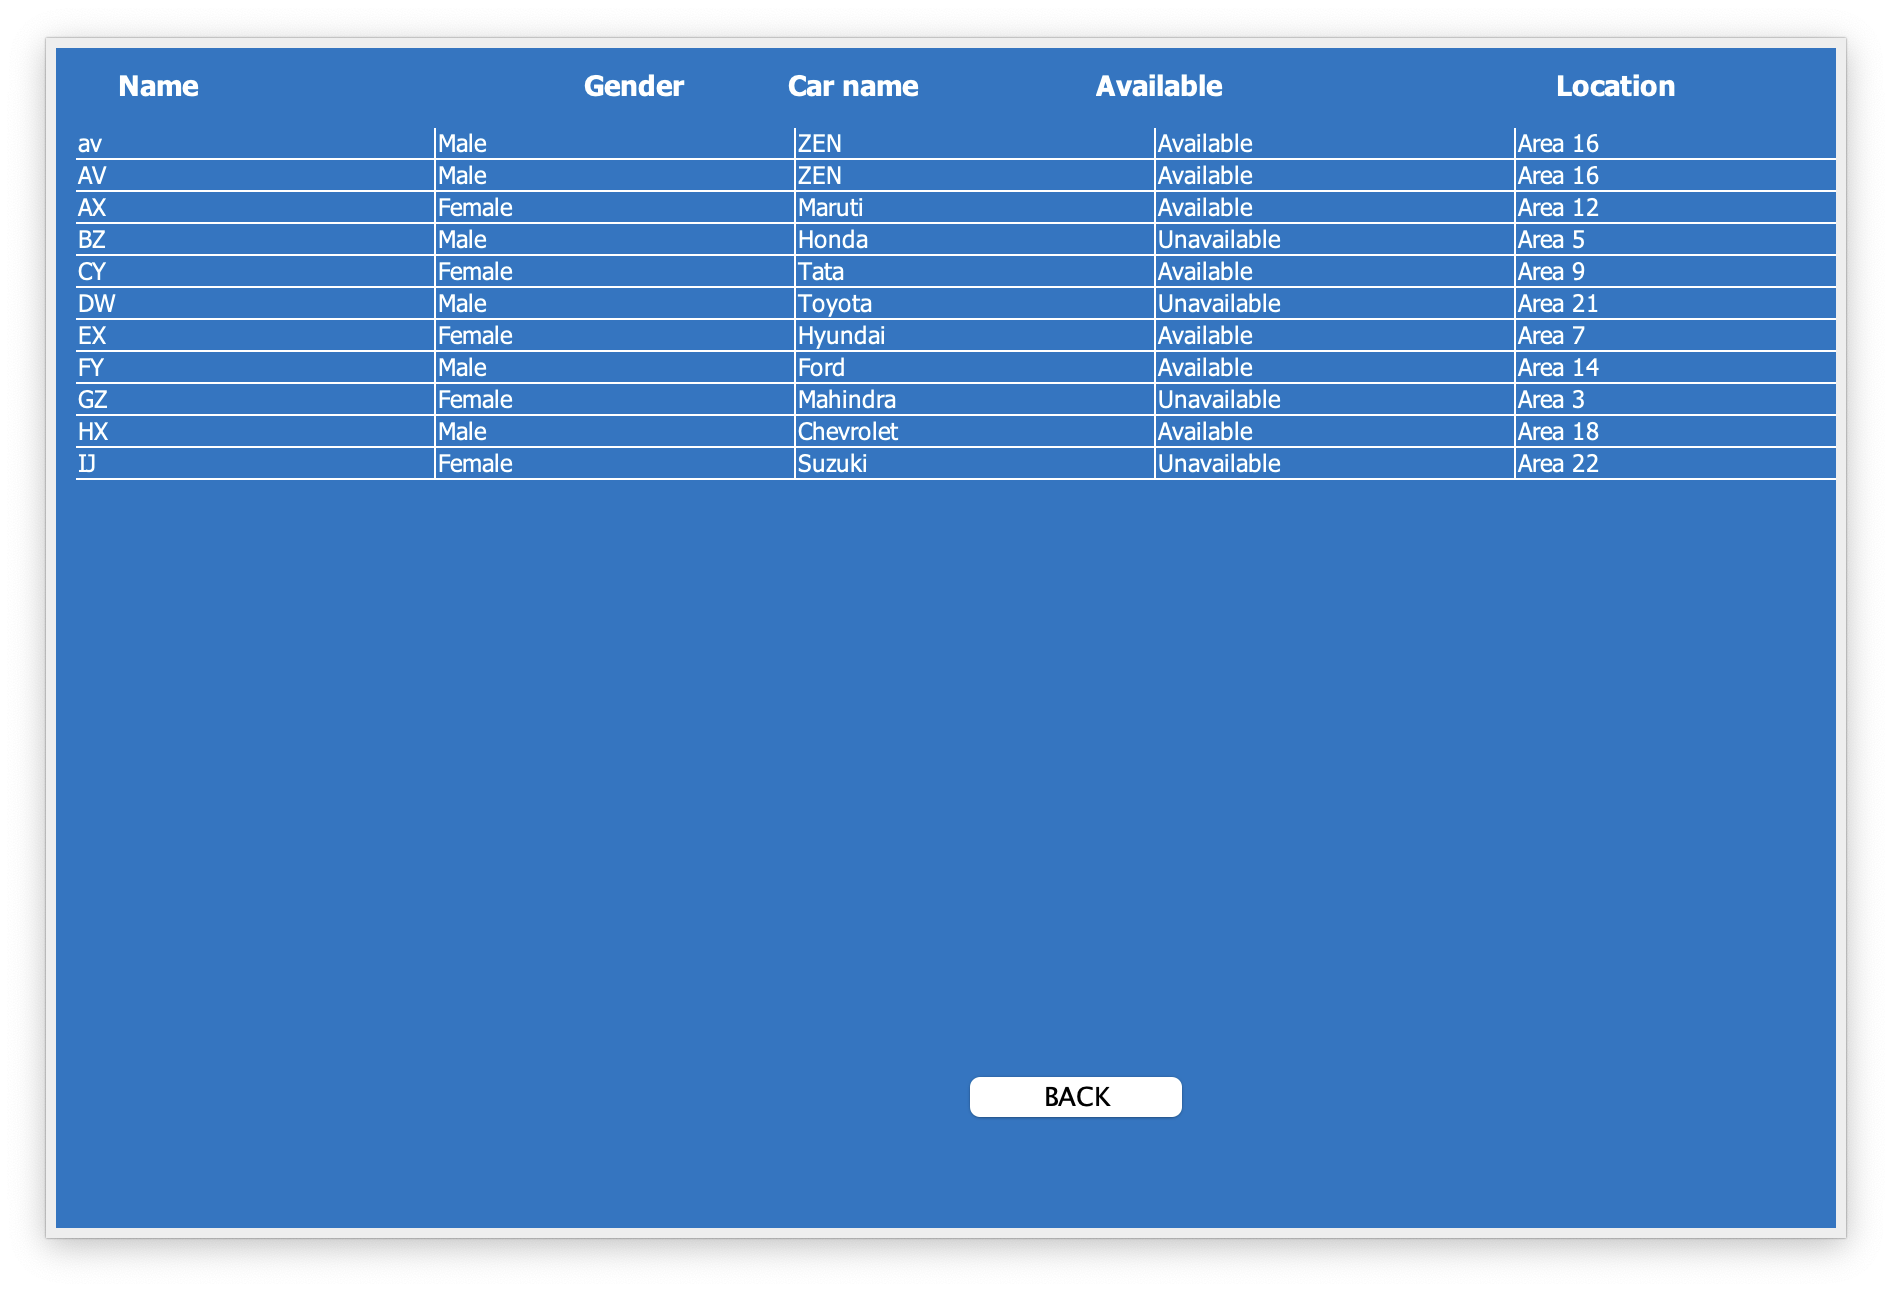 Name Gender Car name Available Location
av Male ZEN Available Area 16
AV Male ZEN Available Area 16
AX Female Maruti Available Area 12
BZ Male Honda Unavailable Area 5
CY Female Tata Available Area 9
DW Male Toyota Unavailable Area 21
EX Female Hyundai Available Area 7
FY Male Ford Available Area 14
GZ Female Mahindra Unavailable Area 3
HX Male Chevrolet Available Area 18
IJ Female Suzuki Unavailable Area 22
BACK